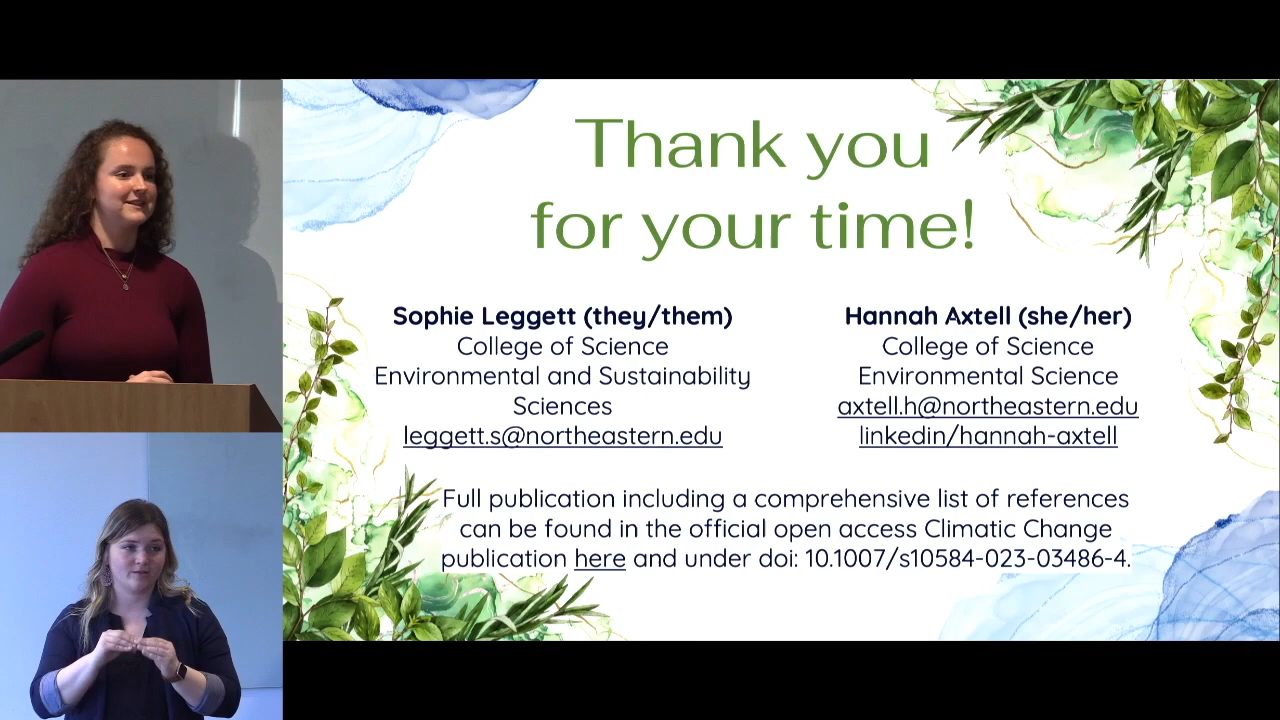 Thank you
for your time!
Sophie Leggett (they/them)
College of Science
Environmental and Sustainability
Sciences
leggett.s@northeastern.edu
Hannah Axtell (she/her)
College of Science
Environmental Science
axtell.h@northeastern.edu
linkedin/hannah-axtell
Full publication including a comprehensive list of references
can be found in the official open access Climatic Change
publication here and under doi: 10.1007/s10584-023-03486-4.